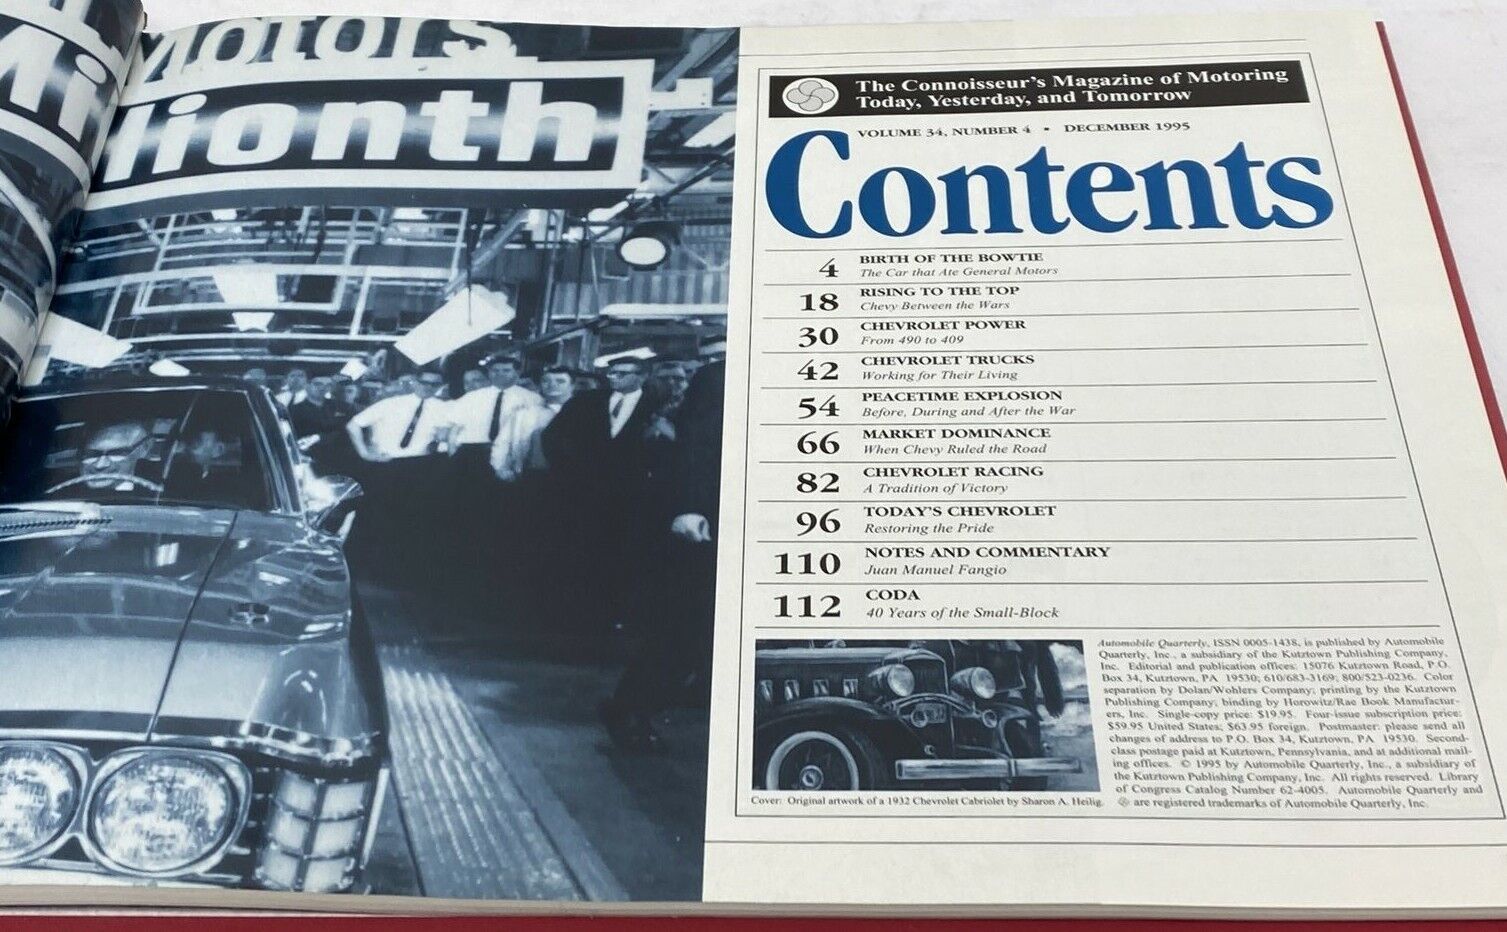 Motors
Millionth
The Connoisseur's Magazine of Motoring
Today, Yesterday, and Tomorrow
VOLUME 34, NUMBER 4 • DECEMBER 1995
Contents
4 BIRTH OF THE BOWTIE
The Car that Ate General Motors
18 RISING TO THE TOP
Chevy Between the Wars
30 CHEVROLET POWER
From 490 to 409
42 CHEVROLET TRUCKS
Working for Their Living
54 PEACETIME EXPLOSION
Before, During and After the War
66 MARKET DOMINANCE
When Chevy Ruled the Road
82 CHEVROLET RACING
A Tradition of Victory
96 TODAY'S CHEVROLET
Restoring the Pride
110 NOTES AND COMMENTARY
Juan Manuel Fangio
112 CODA
40 Years of the Small-Block
Automobile Quarterly, ISSN 0005-1438, is published by Automobile
Quarterly, Inc., a subsidiary of the Kutztown Publishing Company,
Inc. Editorial and publication offices: 15076 Kutztown Road, P.O.
Box 34, Kutztown, PA 19530; 610/683-3169; 800/523-0236. Color
separation by Dolan/Wohlers Company; printing by the Kutztown
Publishing Company; binding by Horowitz/Rae Book Manufactur-
ers, Inc. Single-copy price: $19.95. Four-issue subscription price:
$59.95 United States; $63.95 foreign. Postmaster: please send all
changes of address to P.O. Box 34, Kutztown, PA 19530. Second-
class postage paid at Kutztown, Pennsylvania, and at additional mail-
ing offices. © 1995 by Automobile Quarterly, Inc., a subsidiary of
the Kutztown Publishing Company, Inc. All rights reserved. Library
of Congress Catalog Number 62-4005. Automobile Quarterly and
are registered trademarks of Automobile Quarterly, Inc.
Cover: Original artwork of a 1932 Chevrolet Cabriolet by Sharon A. Heilig.